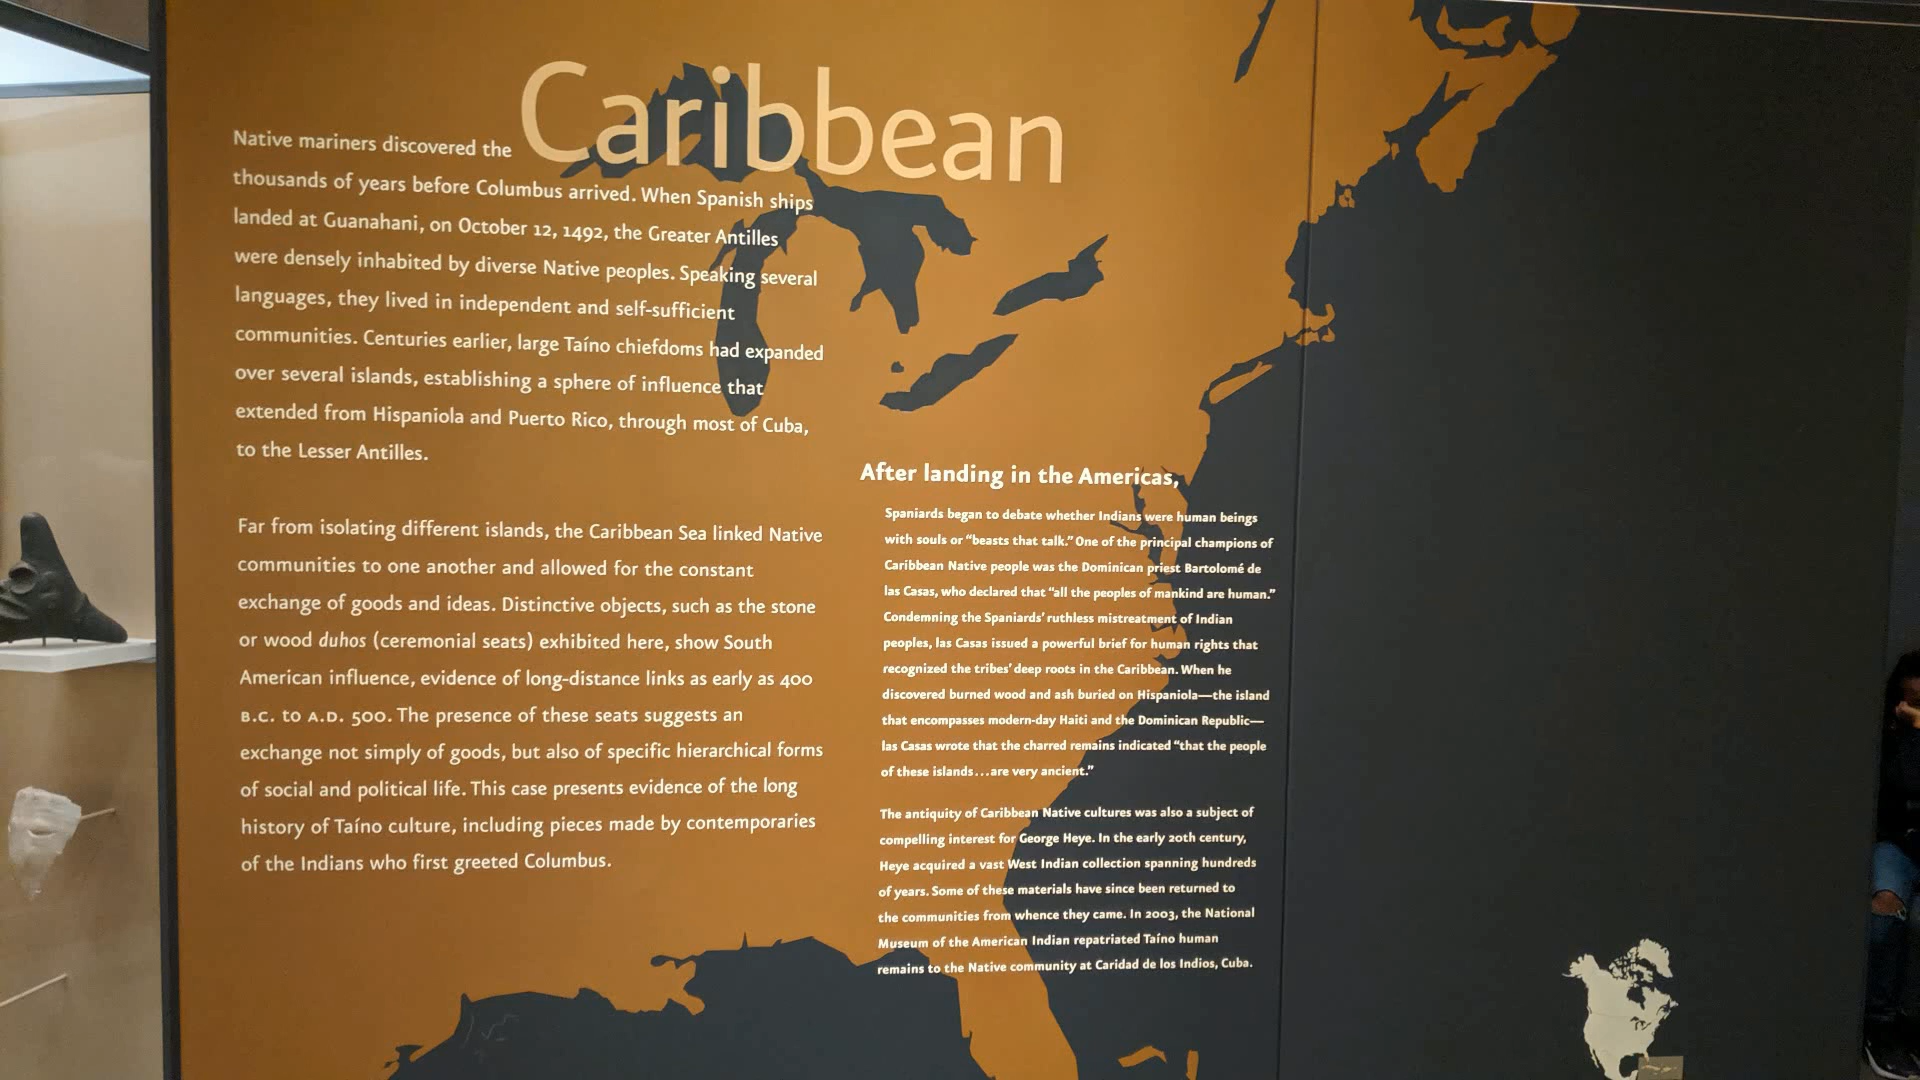 Native mariners discovered the Caribbean
thousands of years before Columbus arrived. When Spanish ships
landed at Guanahani, on October 12, 1492, the Greater Antilles
were densely inhabited by diverse Native peoples. Speaking several
languages, they lived in independent and self-sufficient
communities. Centuries earlier, large Taíno chiefdoms had expanded
over several islands, establishing a sphere of influence that
extended from Hispaniola and Puerto Rico, through most of Cuba,
to the Lesser Antilles.
Far from isolating different islands, the Caribbean Sea linked Native
communities to one another and allowed for the constant
exchange of goods and ideas. Distinctive objects, such as the stone
or wood duhos (ceremonial seats) exhibited here, show South
American influence, evidence of long-distance links as early as 400
B.C. to A.D. 500. The presence of these seats suggests an
exchange not simply of goods, but also of specific hierarchical forms
of social and political life. This case presents evidence of the long
history of Taíno culture, including pieces made by contemporaries
of the Indians who first greeted Columbus.
After landing in the Americas,
Spaniards began to debate whether Indians were human beings
with souls or “beasts that talk.” One of the principal champions of
Caribbean Native people was the Dominican priest Bartolomé de
las Casas, who declared that “all the peoples of mankind are human.”
Condemning the Spaniards’ ruthless mistreatment of Indian
peoples, las Casas issued a powerful brief for human rights that
recognized the tribes’ deep roots in the Caribbean. When he
discovered burned wood and ash buried on Hispaniola—the island
that encompasses modern-day Haiti and the Dominican Republic—
las Casas wrote that the charred remains indicated “that the people
of these islands...are very ancient.”
The antiquity of Caribbean Native cultures was also a subject of
compelling interest for George Heye. In the early 20th century,
Heye acquired a vast West Indian collection spanning hundreds
of years. Some of these materials have since been returned to
the communities from whence they came. In 2003, the National
Museum of the American Indian repatriated Taíno human
remains to the Native community at Caridad de los Indios, Cuba.